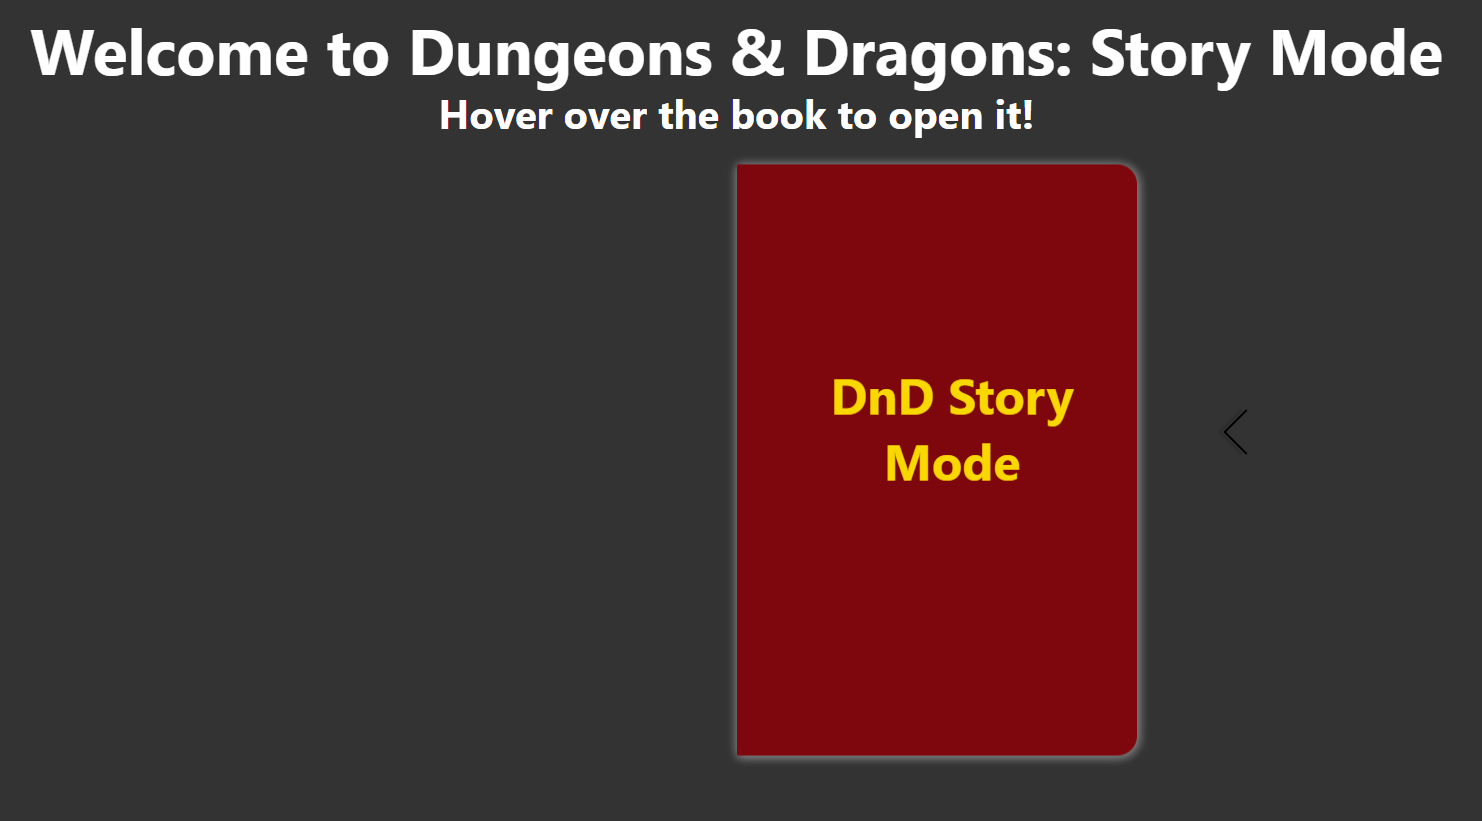 Welcome to Dungeons & Dragons: Story Mode
Hover over the book to open it!
DnD Story
Mode